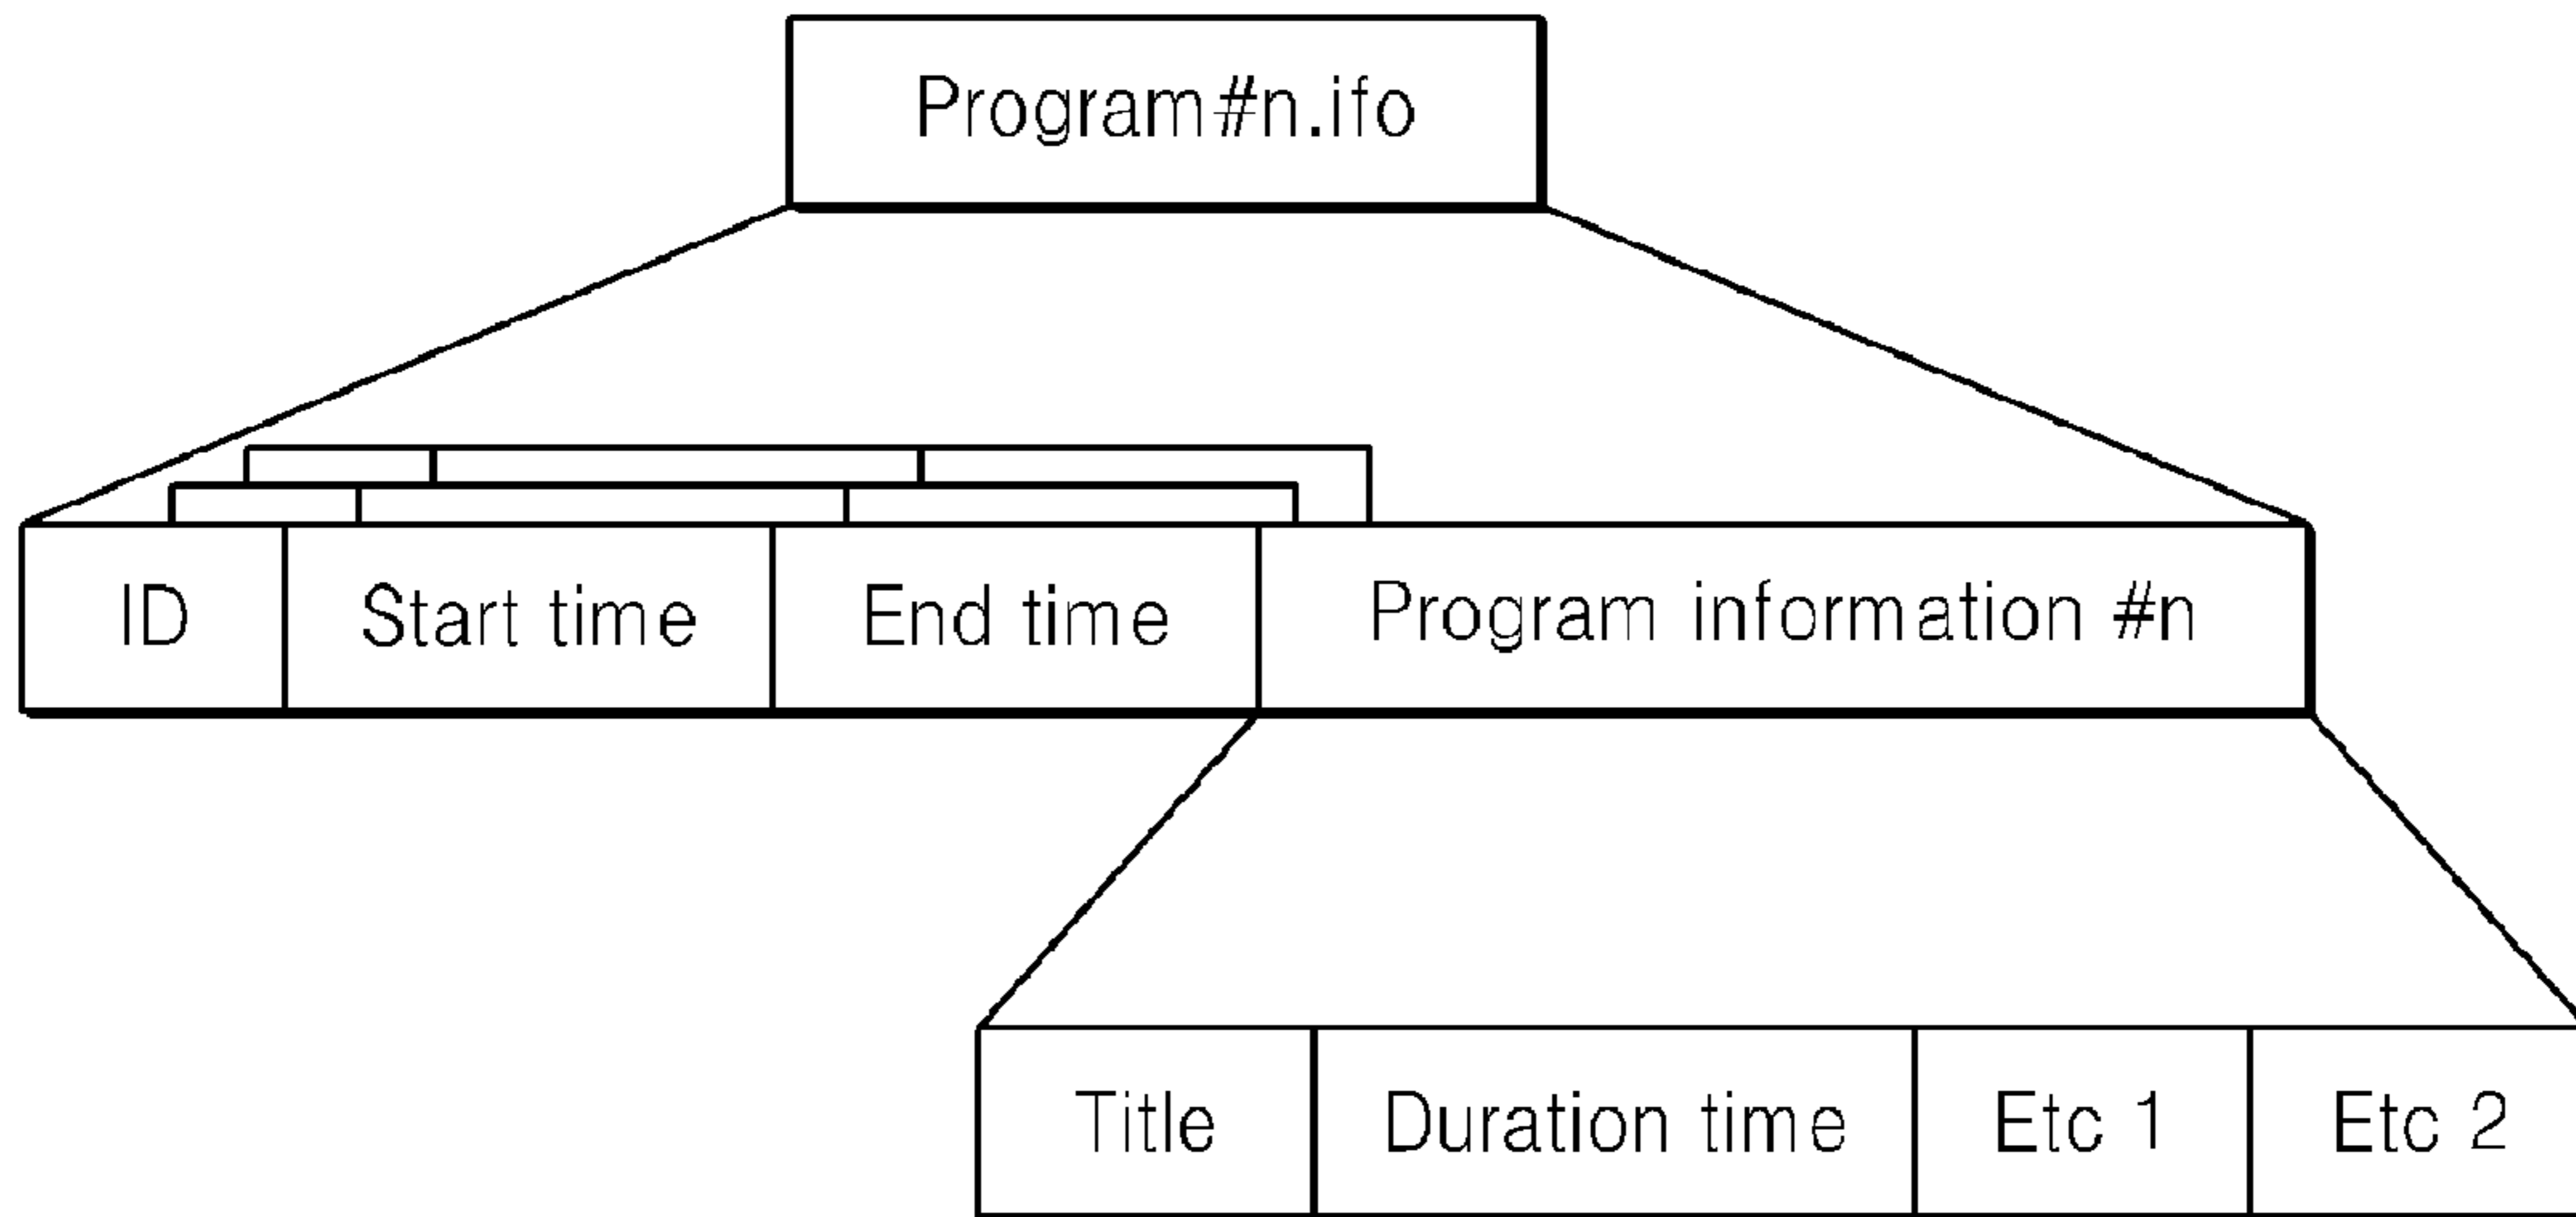 Program#n.ifo
ID Start time End time Program information #n
Title Duration time Etc 1 Etc 2